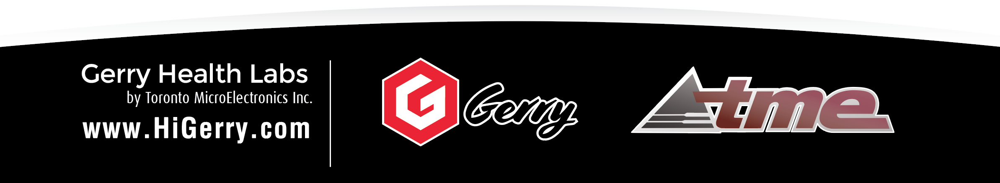 Gerry Health Labs
by Toronto MicroElectronics Inc.
www.HiGerry.com
G Gerry
tme